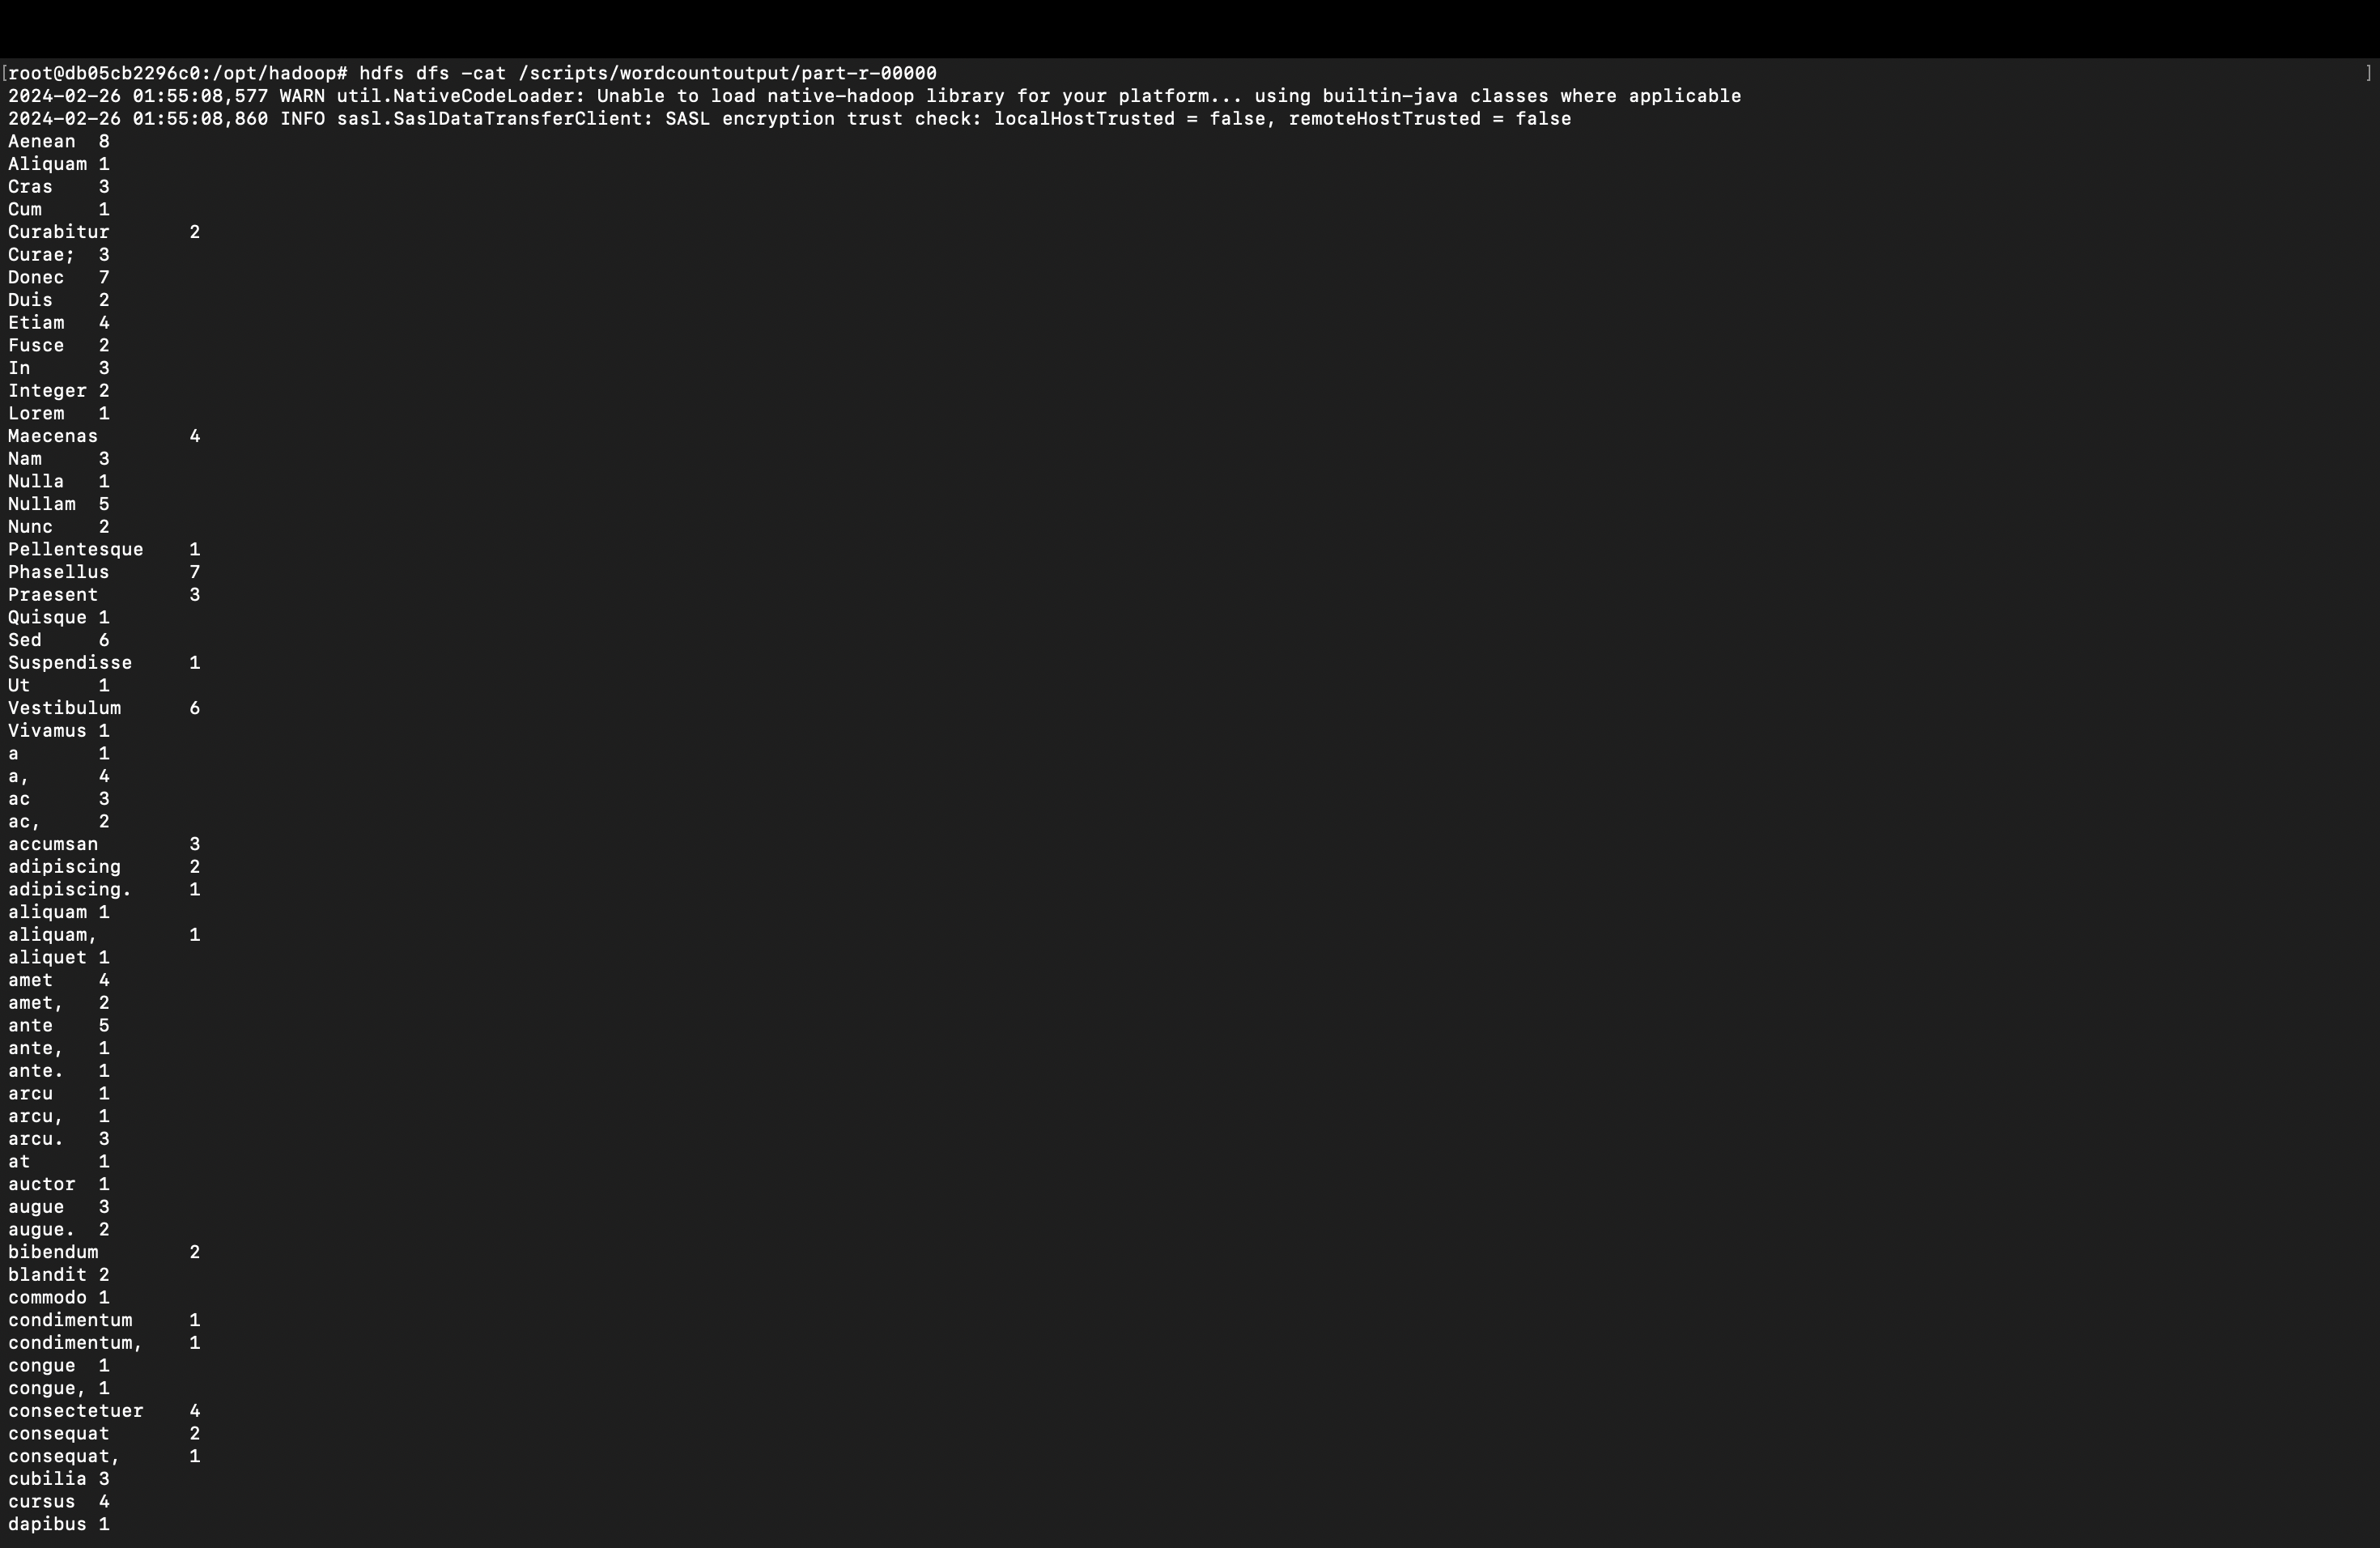 [root@db05cb2296c0:/opt/hadoop# hdfs dfs -cat /scripts/wordcountoutput/part-r-00000 ]
2024-02-26 01:55:08,577 WARN util.NativeCodeLoader: Unable to load native-hadoop library for your platform... using builtin-java classes where applicable
2024-02-26 01:55:08,860 INFO sasl.SaslDataTransferClient: SASL encryption trust check: localHostTrusted = false, remoteHostTrusted = false
Aenean 8
Aliquam 1
Cras 3
Cum 1
Curabitur 2
Curae; 3
Donec 7
Duis 2
Etiam 4
Fusce 2
In 3
Integer 2
Lorem 1
Maecenas 4
Nam 3
Nulla 1
Nullam 5
Nunc 2
Pellentesque 1
Phasellus 7
Praesent 3
Quisque 1
Sed 6
Suspendisse 1
Ut 1
Vestibulum 6
Vivamus 1
a 1
a, 4
ac 3
ac, 2
accumsan 3
adipiscing 2
adipiscing. 1
aliquam 1
aliquam, 1
aliquet 1
amet 4
amet, 2
ante 5
ante, 1
ante. 1
arcu 1
arcu, 1
arcu. 3
at 1
auctor 1
augue 3
augue. 2
bibendum 2
blandit 2
commodo 1
condimentum 1
condimentum, 1
congue 1
congue, 1
consectetuer 4
consequat 2
consequat, 1
cubilia 3
cursus 4
dapibus 1